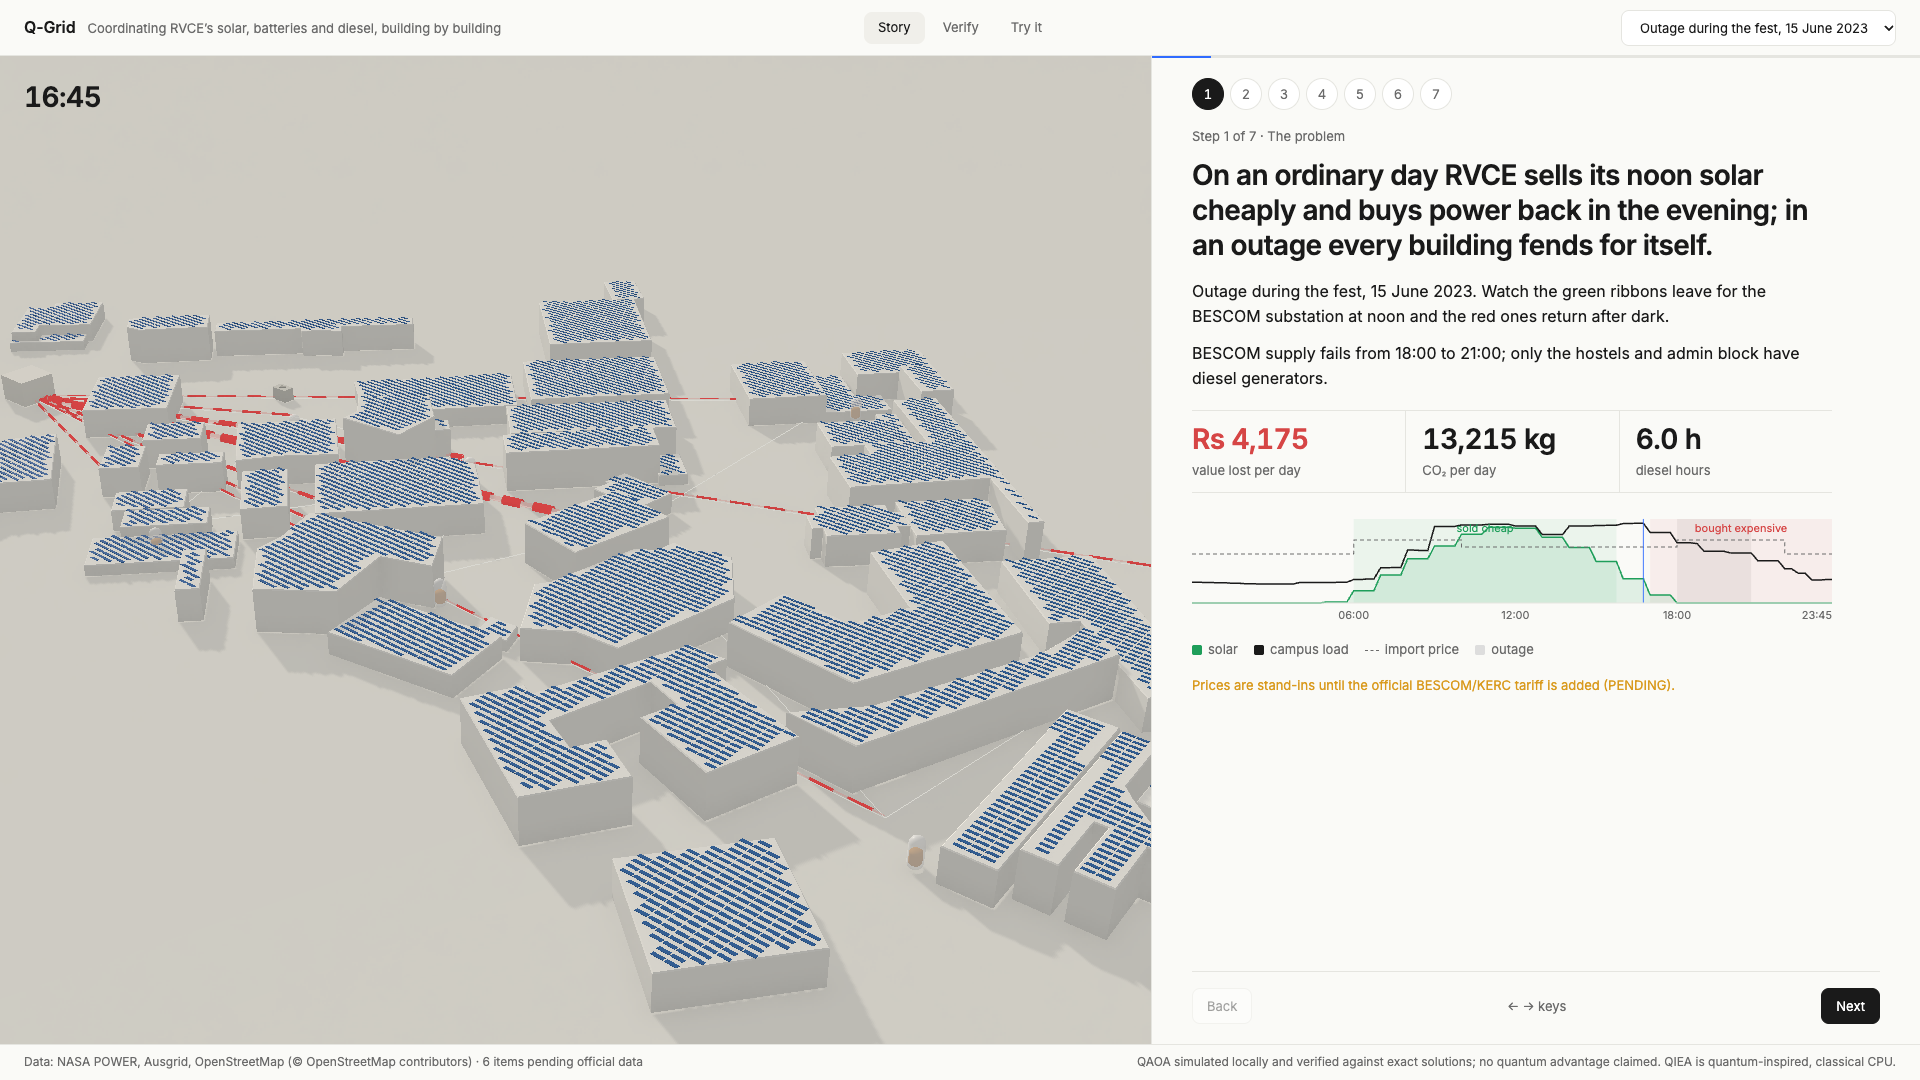 Q-Grid Coordinating RVCE's solar, batteries and diesel, building by building
Story Verify Try it
Outage during the fest, 15 June 2023
16:45
1 2 3 4 5 6 7
Step 1 of 7 · The problem
On an ordinary day RVCE sells its noon solar
cheaply and buys power back in the evening; in
an outage every building fends for itself.
Outage during the fest, 15 June 2023. Watch the green ribbons leave for the
BESCOM substation at noon and the red ones return after dark.
BESCOM supply fails from 18:00 to 21:00; only the hostels and admin block have
diesel generators.
Rs 4,175 13,215 kg 6.0 h
value lost per day CO₂ per day diesel hours
sold cheap bought expensive
06:00 12:00 18:00 23:45
solar campus load import price outage
Prices are stand-ins until the official BESCOM/KERC tariff is added (PENDING).
Back ← → keys Next
Data: NASA POWER, Ausgrid, OpenStreetMap (© OpenStreetMap contributors) · 6 items pending official data
QAOA simulated locally and verified against exact solutions; no quantum advantage claimed. QIEA is quantum-inspired, classical CPU.